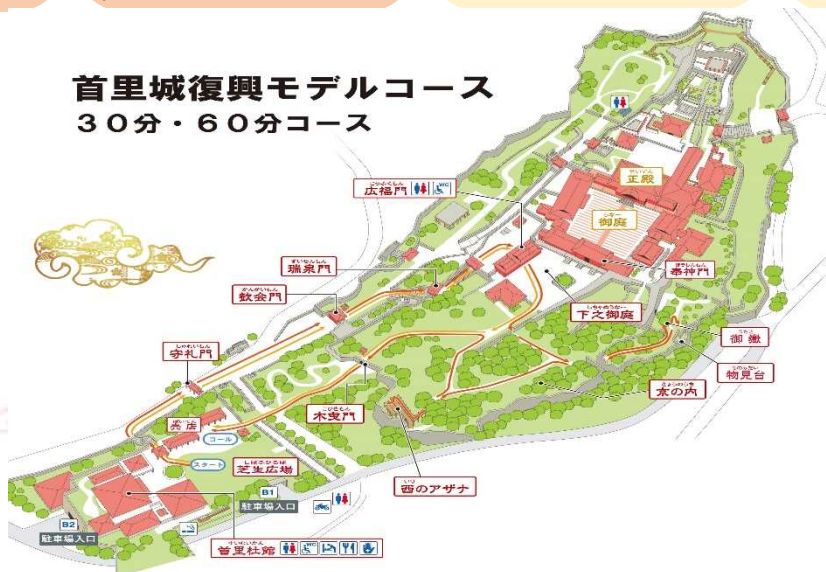 首里城復興モデルコース
30分・60分コース
正殿
御庭
広福門
WC
瑞泉門
奉神門
歓会門
下之御庭
守礼門
御嶽
物見台
京の内
木曳門
売店
ゴール
スタート
芝生広場
西のアザナ
B1
駐車場入口
B2
駐車場入口
首里杜館
WC